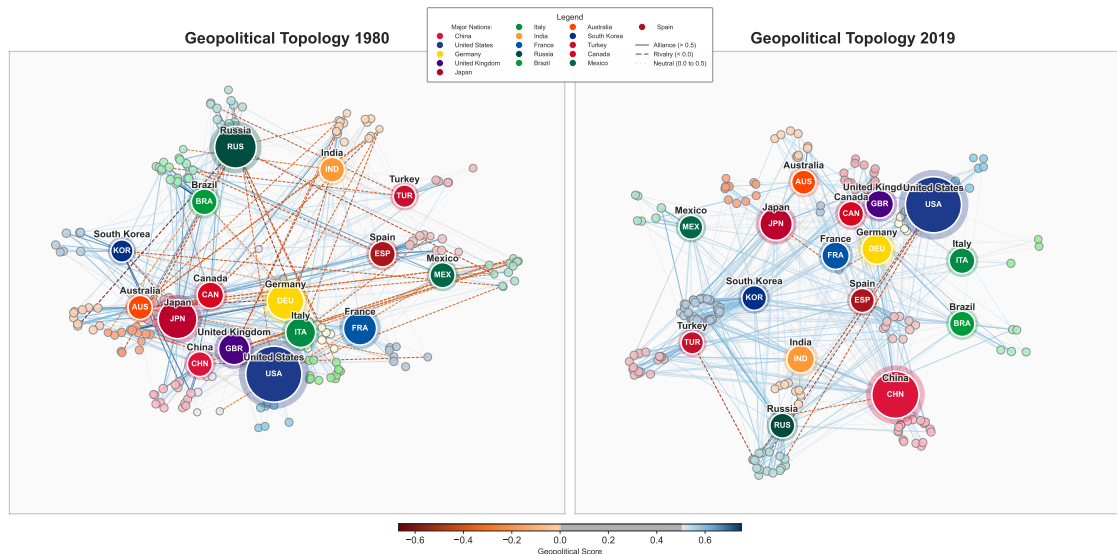 Legend
Major Nations:
China
United States
Germany
United Kingdom
Japan
Italy
India
France
Russia
Brazil
Australia
South Korea
Turkey
Canada
Mexico
Spain
Alliance (> 0.5)
Rivalry (< 0.0)
Neutral (0.0 to 0.5)
Geopolitical Topology 1980
Russia
RUS
India
IND
Turkey
TUR
Brazil
BRA
South Korea
KOR
Spain
ESP
Mexico
MEX
Canada
CAN
Germany
DEU
Australia
AUS
Japan
JPN
Italy
ITA
France
FRA
United Kingdom
GBR
China
CHN
United States
USA
Geopolitical Topology 2019
Australia
AUS
United Kingd
GBR
United States
USA
Canada
CAN
Japan
JPN
Mexico
MEX
France
FRA
Germany
DEU
Italy
ITA
South Korea
KOR
Spain
ESP
Brazil
BRA
Turkey
TUR
India
IND
China
CHN
Russia
RUS
−0.6 −0.4 −0.2 0.0 0.2 0.4 0.6
Geopolitical Score